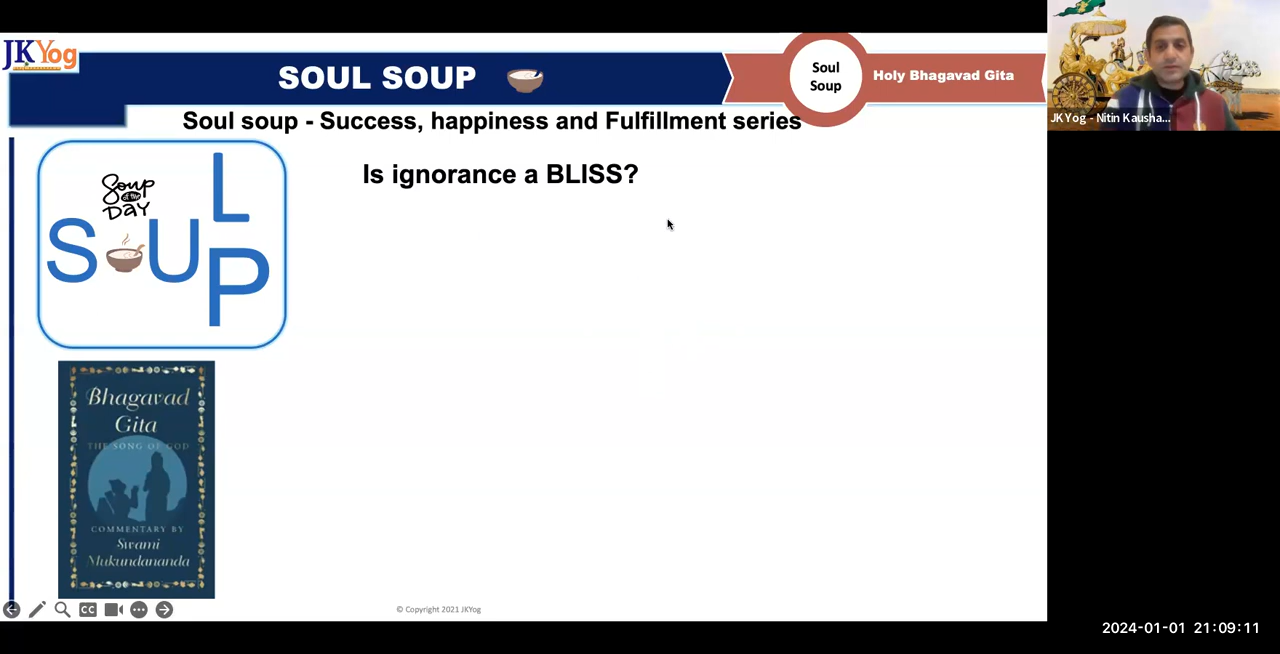 JKYog
SOUL SOUP
Soul
Soup
Holy Bhagavad Gita
Soul soup - Success, happiness and Fulfillment series
Is ignorance a BLISS?
Soup
of the
DAY
SOUL
P
Bhagavad
Gita
THE SONG OF GOD
COMMENTARY BY
Swami
Mukundananda
CC
© Copyright 2021 JKYog
JKYog - Nitin Kausha...
2024-01-01 21:09:11